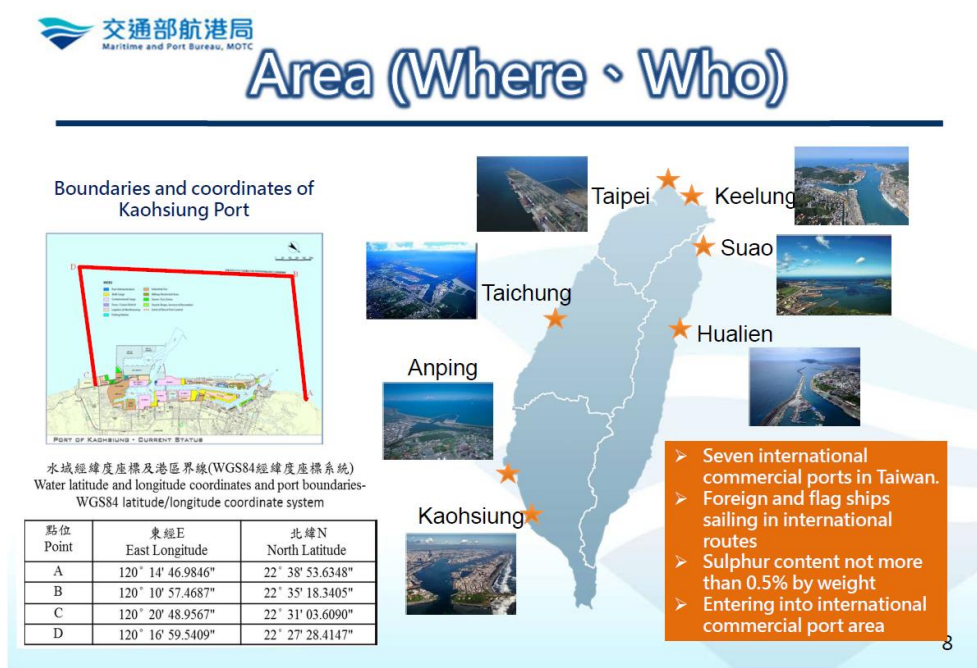 交通部航港局
Maritime and Port Bureau, MOTC
Area (Where、Who)
Boundaries and coordinates of
Kaohsiung Port
D
B
C
A
PORT OF KAOHSIUNG - CURRENT STATUS
水域經緯度座標及港區界線(WGS84經緯度座標系統)
Water latitude and longitude coordinates and port boundaries-
WGS84 latitude/longitude coordinate system
點位 東經E 北緯N
Point East Longitude North Latitude
A 120° 14' 46.9846" 22° 38' 53.6348"
B 120° 10' 57.4687" 22° 35' 18.3405"
C 120° 20' 48.9567" 22° 31' 03.6090"
D 120° 16' 59.5409" 22° 27' 28.4147"
Taipei
Keelung
Suao
Taichung
Hualien
Anping
Kaohsiung
➢ Seven international
commercial ports in Taiwan.
➢ Foreign and flag ships
sailing in international
routes
➢ Sulphur content not more
than 0.5% by weight
➢ Entering into international
commercial port area
8